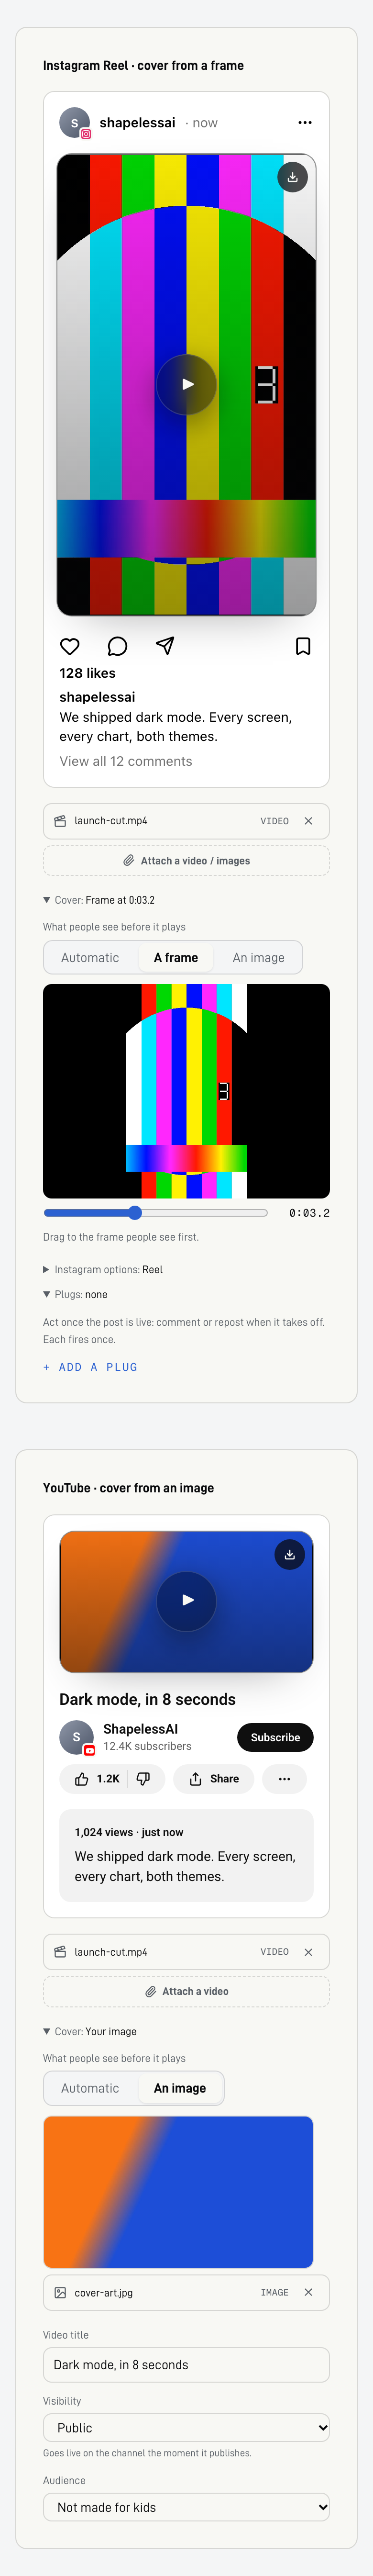 Instagram Reel · cover from a frame
S
shapelessai · now
3
128 likes
shapelessai
We shipped dark mode. Every screen,
every chart, both themes.
View all 12 comments
launch-cut.mp4 VIDEO
Attach a video / images
Cover: Frame at 0:03.2
What people see before it plays
Automatic A frame An image
3
0:03.2
Drag to the frame people see first.
Instagram options: Reel
Plugs: none
Act once the post is live: comment or repost when it takes off.
Each fires once.
+ ADD A PLUG
YouTube · cover from an image
Dark mode, in 8 seconds
S
ShapelessAI
12.4K subscribers
Subscribe
1.2K Share
1,024 views · just now
We shipped dark mode. Every screen,
every chart, both themes.
launch-cut.mp4 VIDEO
Attach a video
Cover: Your image
What people see before it plays
Automatic An image
cover-art.jpg IMAGE
Video title
Dark mode, in 8 seconds
Visibility
Public
Goes live on the channel the moment it publishes.
Audience
Not made for kids